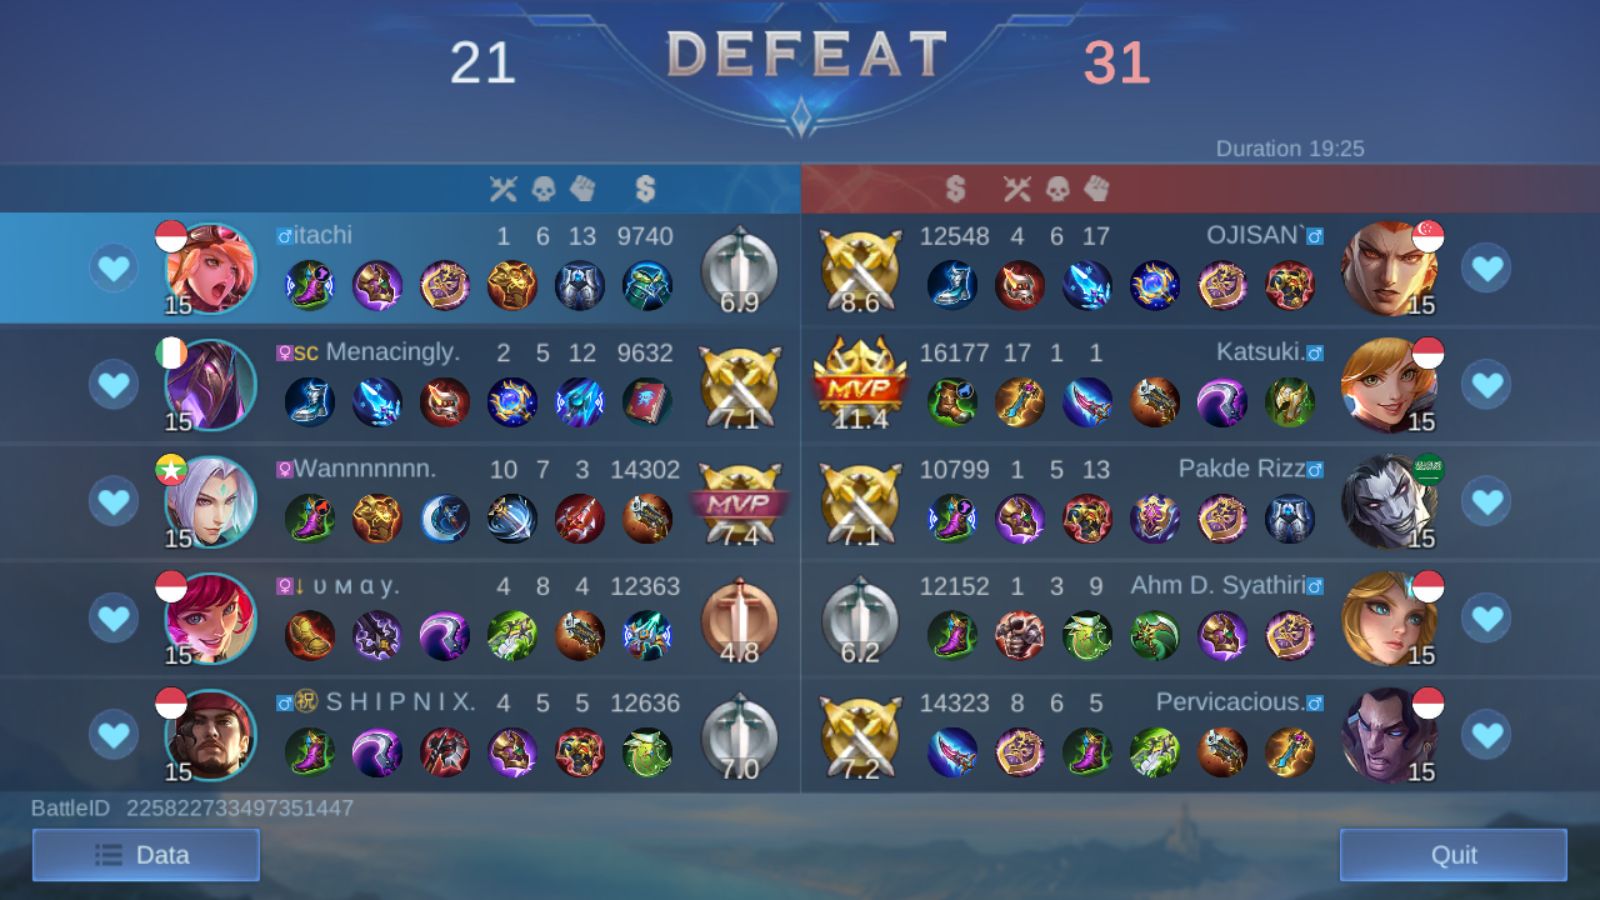 21 DEFEAT 31
Duration 19:25
itachi 1 6 13 9740
15 6.9
8.6 12548 4 6 17 OJISAN`
15
sc Menacingly. 2 5 12 9632
15 7.1
MVP 11.4 16177 17 1 1 Katsuki.
15
Wannnnnnn. 10 7 3 14302
15 MVP 7.4
7.1 10799 1 5 13 Pakde Rizz
15
↓ υ м α у. 4 8 4 12363
15 4.8
6.2 12152 1 3 9 Ahm D. Syathiri
15
祝 S H I P N I X. 4 5 5 12636
15 7.0
7.2 14323 8 6 5 Pervicacious.
15
BattleID 225822733497351447
Data
Quit